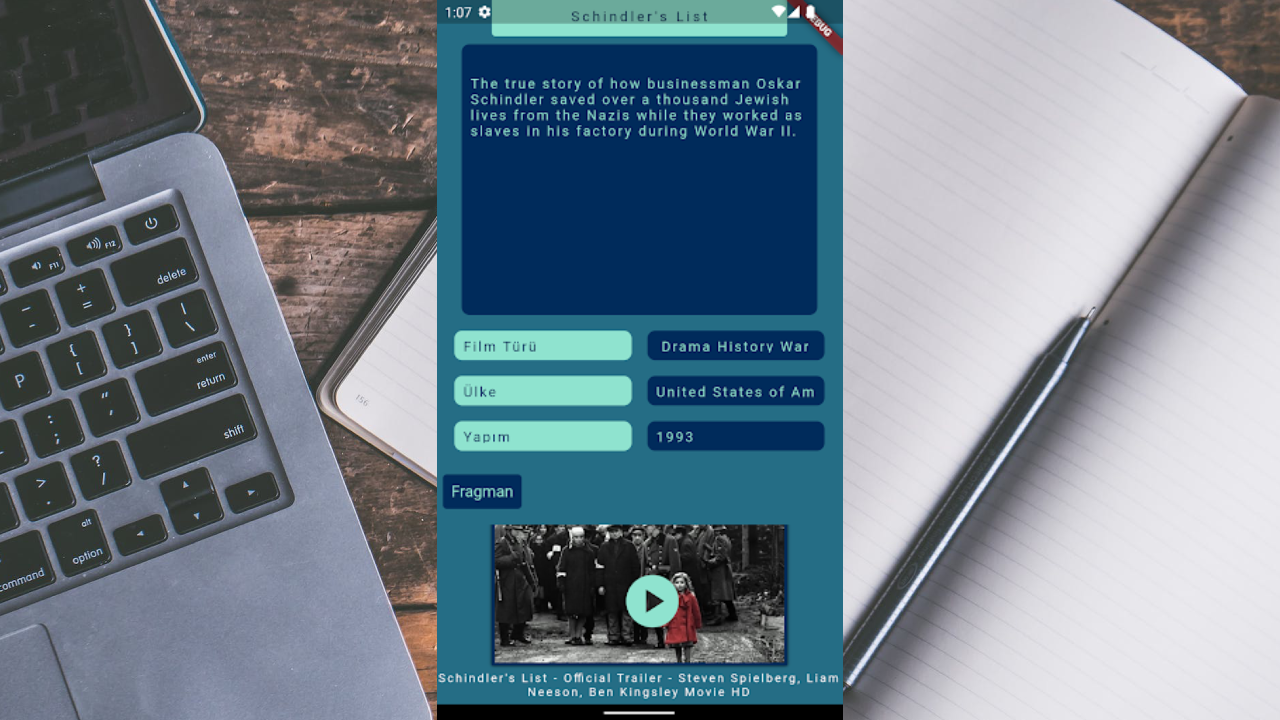 1:07
Schindler's List
DEBUG
The true story of how businessman Oskar
Schindler saved over a thousand Jewish
lives from the Nazis while they worked as
slaves in his factory during World War II.
Film Türü
Drama History War
Ülke
United States of Am
Yapım
1993
Fragman
Schindler's List - Official Trailer - Steven Spielberg, Liam
Neeson, Ben Kingsley Movie HD
F11
F12
delete
+
=
-
P
{
[
}
]
|
\
enter
return
:
;
"
,
shift
>
.
?
/
alt
option
command
156